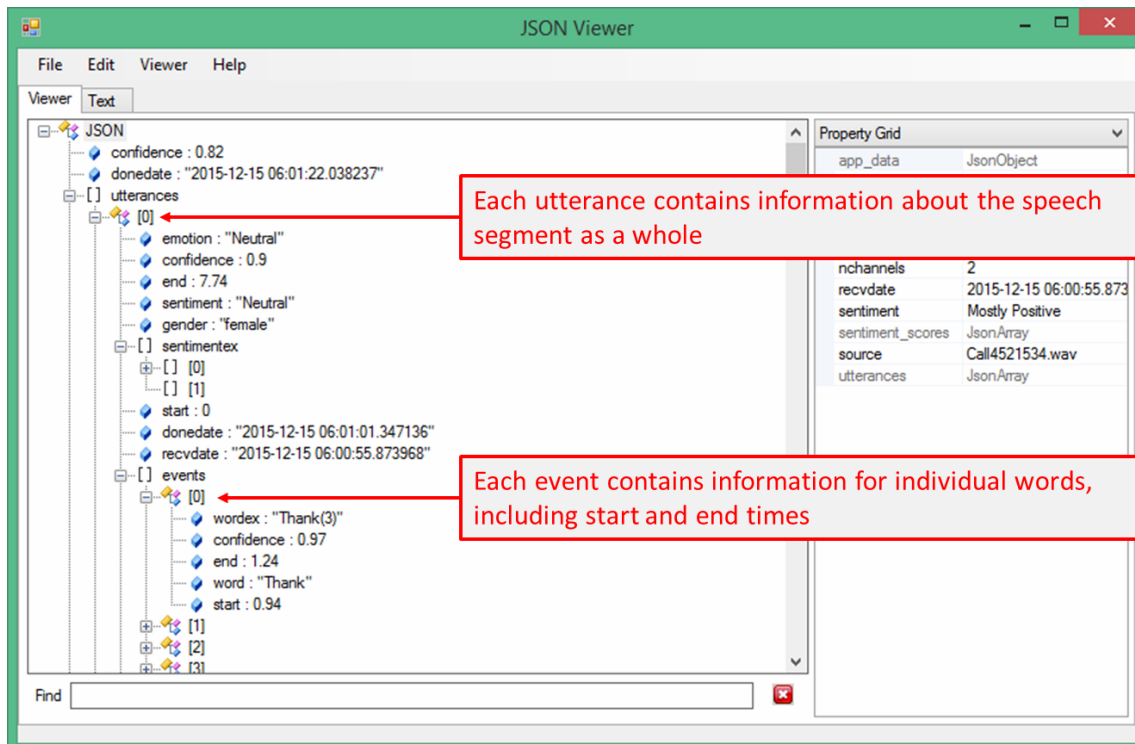 JSON Viewer
File Edit Viewer Help
Viewer Text
JSON
confidence : 0.82
donedate : "2015-12-15 06:01:22.038237"
[] utterances
[0]
emotion : "Neutral"
confidence : 0.9
end : 7.74
sentiment : "Neutral"
gender : "female"
[] sentimentex
[] [0]
[] [1]
start : 0
donedate : "2015-12-15 06:01:01.347136"
recvdate : "2015-12-15 06:00:55.873968"
[] events
[0]
wordex : "Thank(3)"
confidence : 0.97
end : 1.24
word : "Thank"
start : 0.94
[1]
[2]
[3]
Find
Property Grid
app_data JsonObject
nchannels 2
recvdate 2015-12-15 06:00:55.873
sentiment Mostly Positive
sentiment_scores JsonArray
source Call4521534.wav
utterances JsonArray
Each utterance contains information about the speech
segment as a whole
Each event contains information for individual words,
including start and end times